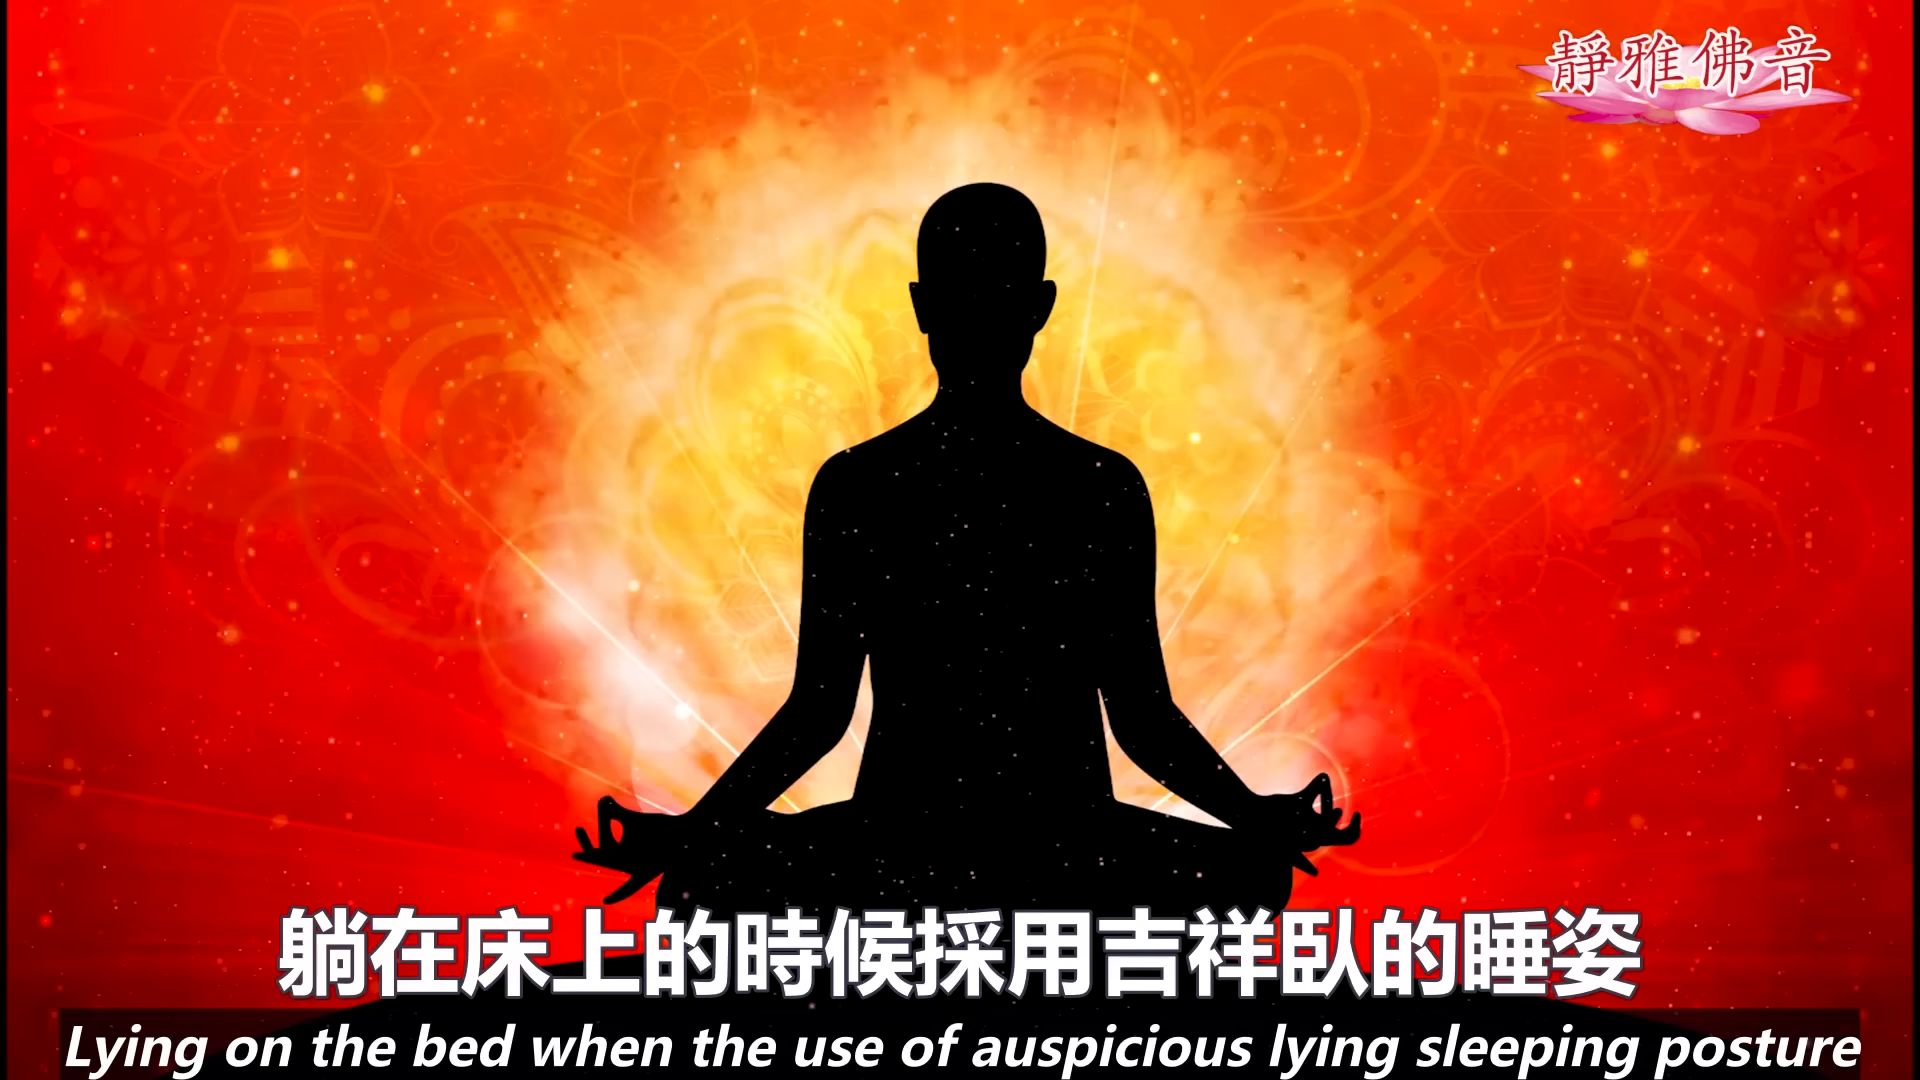 靜雅佛音
躺在床上的時候採用吉祥臥的睡姿
Lying on the bed when the use of auspicious lying sleeping posture